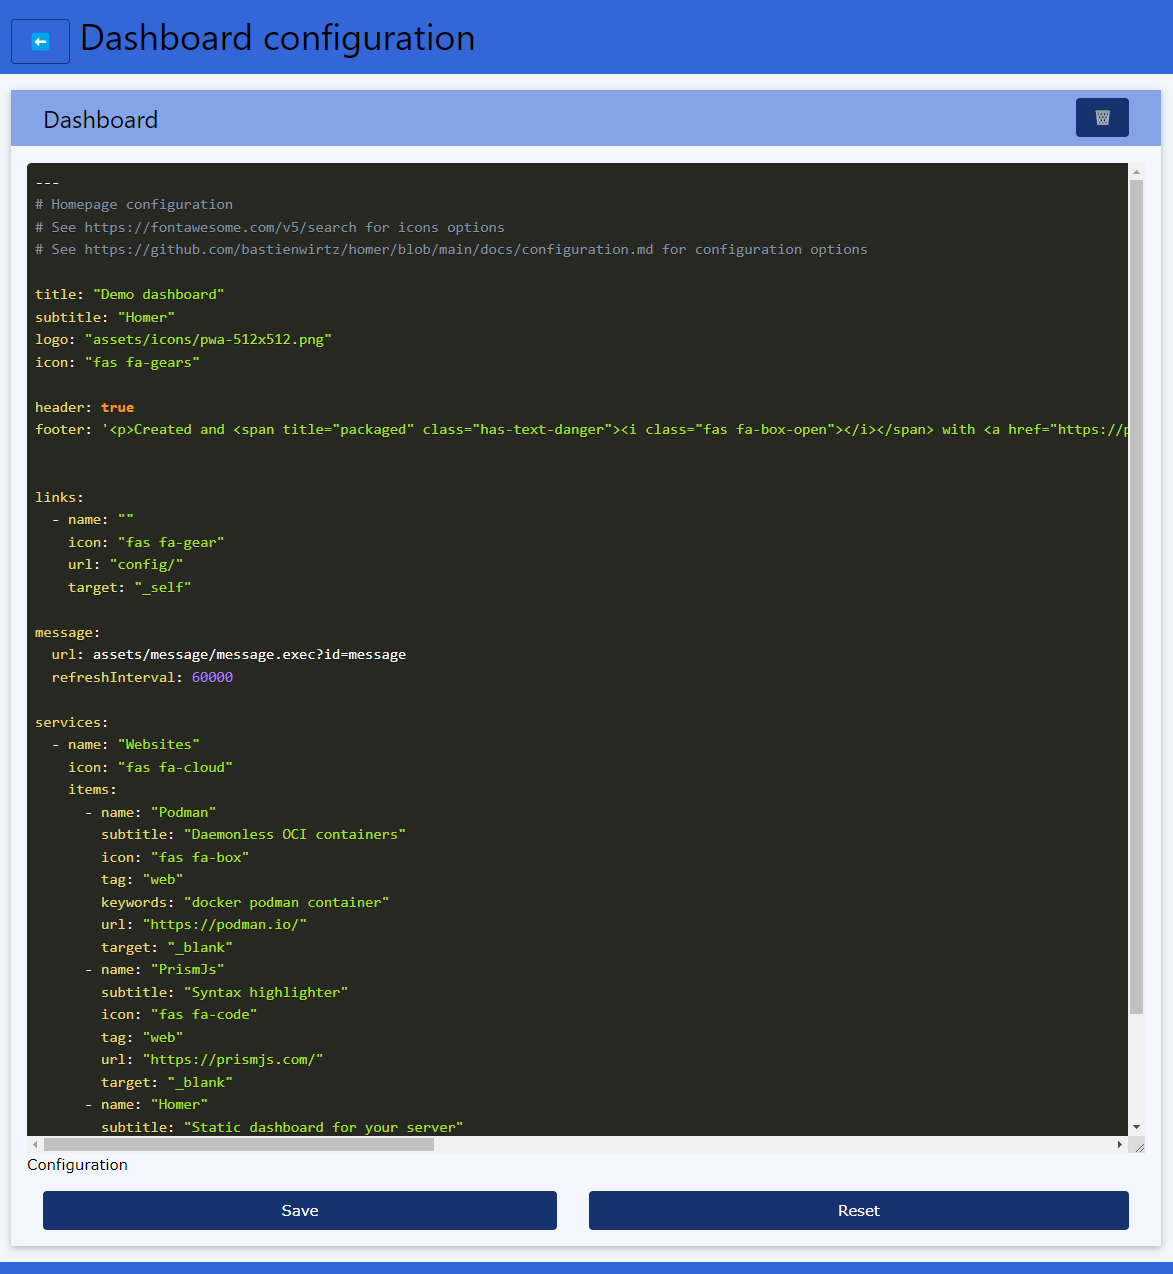 Dashboard configuration
Dashboard
---
# Homepage configuration
# See https://fontawesome.com/v5/search for icons options
# See https://github.com/bastienwirtz/homer/blob/main/docs/configuration.md for configuration options

title: "Demo dashboard"
subtitle: "Homer"
logo: "assets/icons/pwa-512x512.png"
icon: "fas fa-gears"

header: true
footer: '<p>Created and <span title="packaged" class="has-text-danger"><i class="fas fa-box-open"></i></span> with <a href="https://p

links:
  - name: ""
    icon: "fas fa-gear"
    url: "config/"
    target: "_self"

message:
  url: assets/message/message.exec?id=message
  refreshInterval: 60000

services:
  - name: "Websites"
    icon: "fas fa-cloud"
    items:
      - name: "Podman"
        subtitle: "Daemonless OCI containers"
        icon: "fas fa-box"
        tag: "web"
        keywords: "docker podman container"
        url: "https://podman.io/"
        target: "_blank"
      - name: "PrismJs"
        subtitle: "Syntax highlighter"
        icon: "fas fa-code"
        tag: "web"
        url: "https://prismjs.com/"
        target: "_blank"
      - name: "Homer"
        subtitle: "Static dashboard for your server"
Configuration
Save
Reset